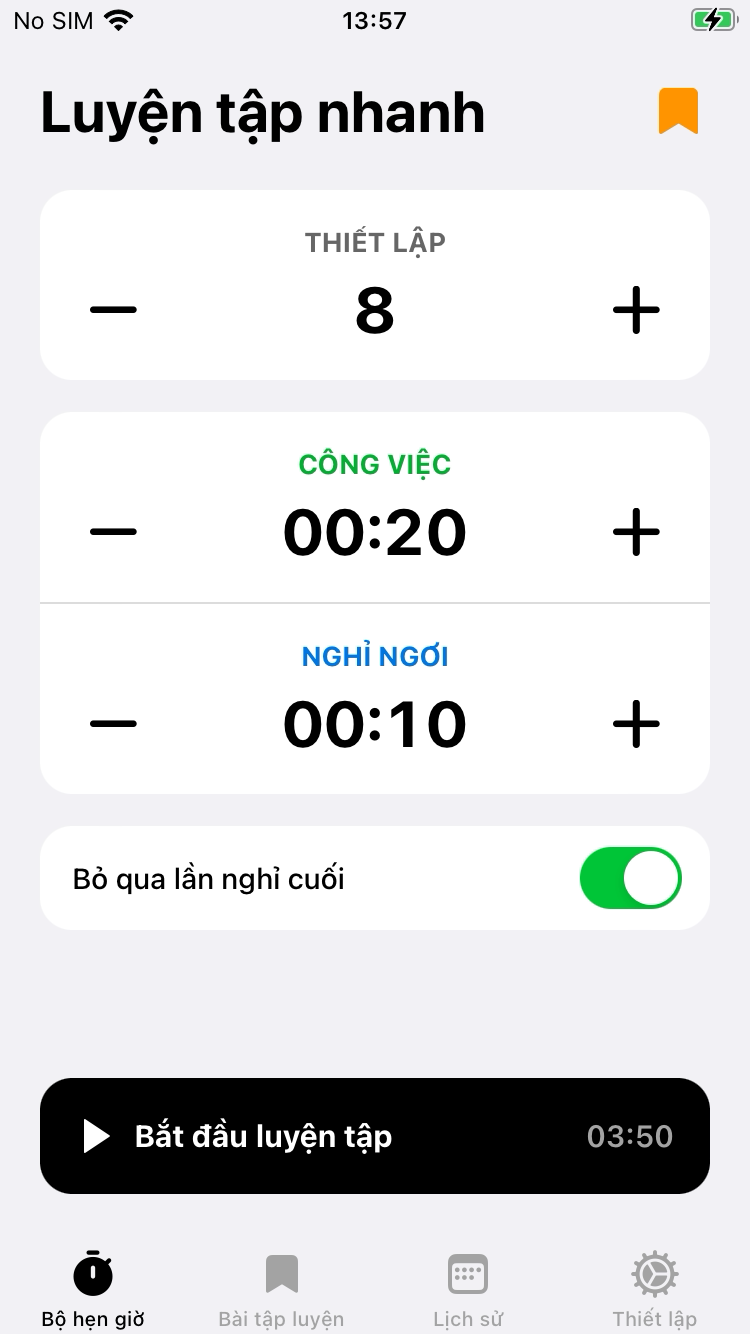 No SIM 13:57
Luyện tập nhanh
THIẾT LẬP
8
CÔNG VIỆC
00:20
NGHỈ NGƠI
00:10
Bỏ qua lần nghỉ cuối
Bắt đầu luyện tập 03:50
Bộ hẹn giờ Bài tập luyện Lịch sử Thiết lập